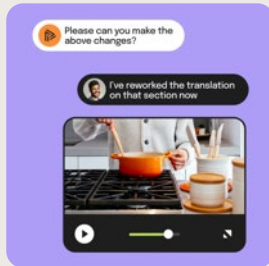 Please can you make the
above changes?
I've reworked the translation
on that section now